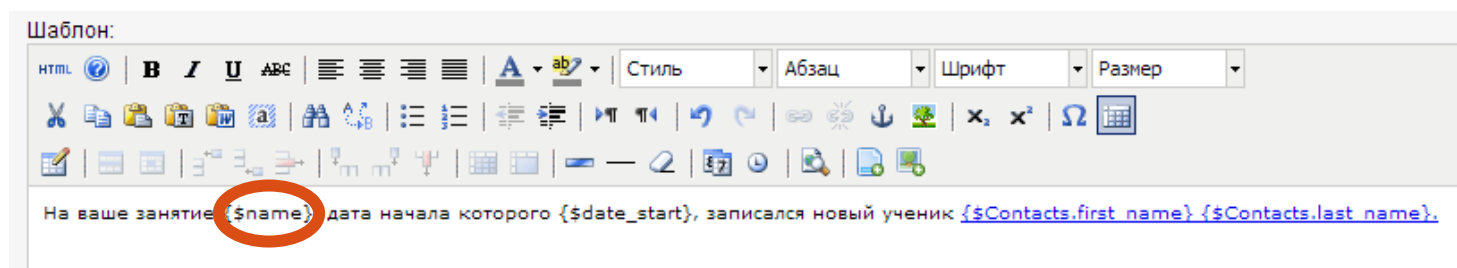 Шаблон:
HTML B I U ABC A ab Стиль Абзац Шрифт Размер
T W a A B x₂ x² Ω
На ваше занятие {$name}, дата начала которого {$date_start}, записался новый ученик {$Contacts.first_name} {$Contacts.last_name}.